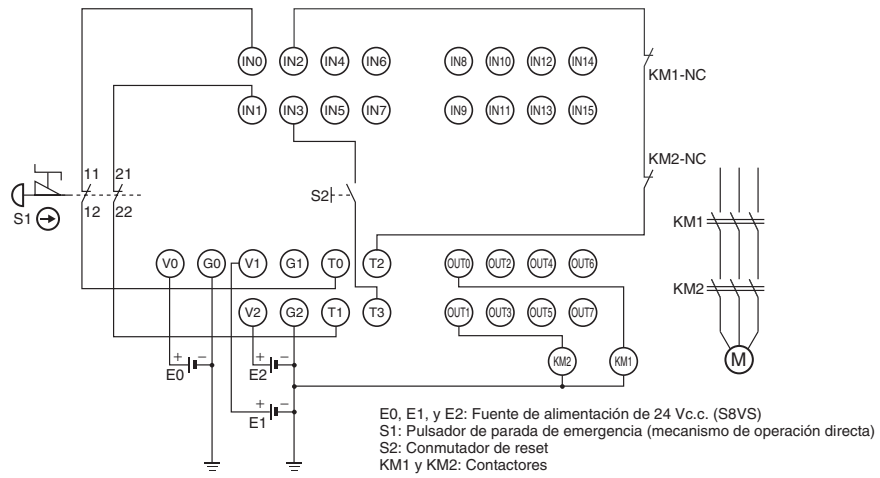 IN0 IN2 IN4 IN6 IN8 IN10 IN12 IN14
KM1-NC
IN1 IN3 IN5 IN7 IN9 IN11 IN13 IN15
KM2-NC
11 21
S2
S1 12 22
KM1
V0 G0 V1 G1 T0 T2 OUT0 OUT2 OUT4 OUT6
KM2
V2 G2 T1 T3 OUT1 OUT3 OUT5 OUT7
+ − + −
E0 E2
KM2 KM1
M
+ −
E1
E0, E1, y E2: Fuente de alimentación de 24 Vc.c. (S8VS)
S1: Pulsador de parada de emergencia (mecanismo de operación directa)
S2: Conmutador de reset
KM1 y KM2: Contactores